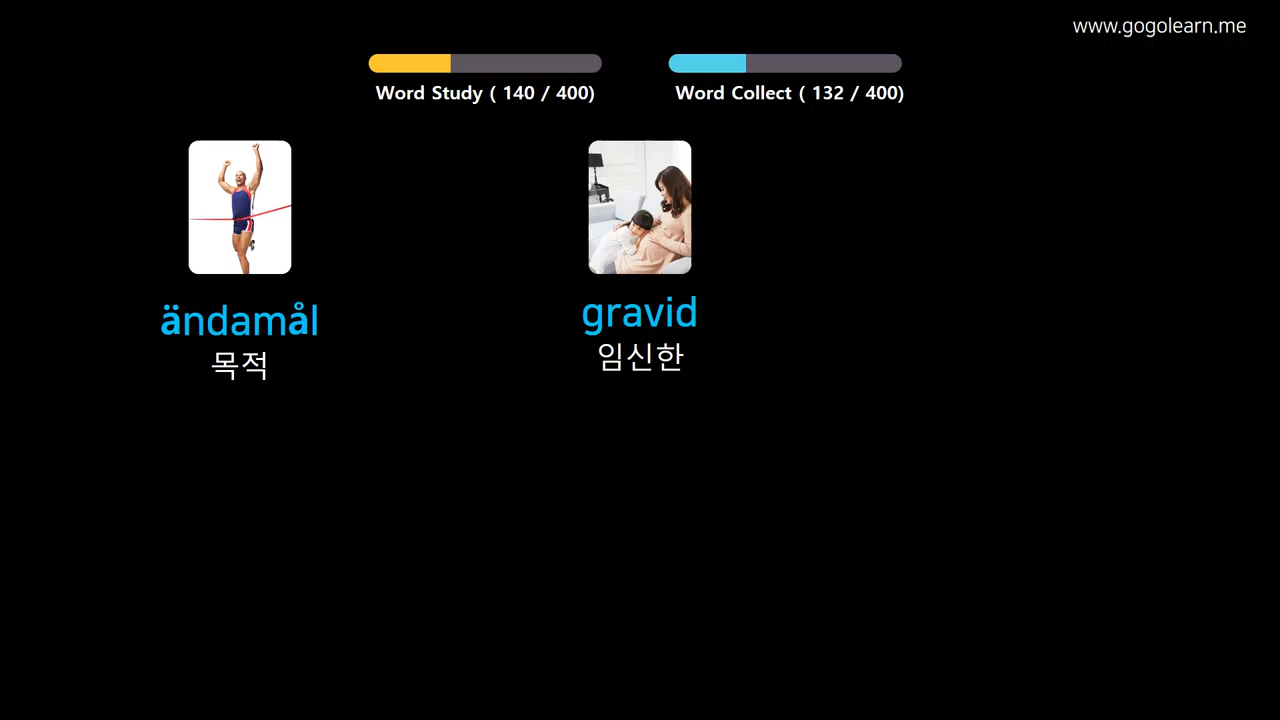 www.gogolearn.me
Word Study ( 140 / 400)
Word Collect ( 132 / 400)
ändamål
목적
gravid
임신한